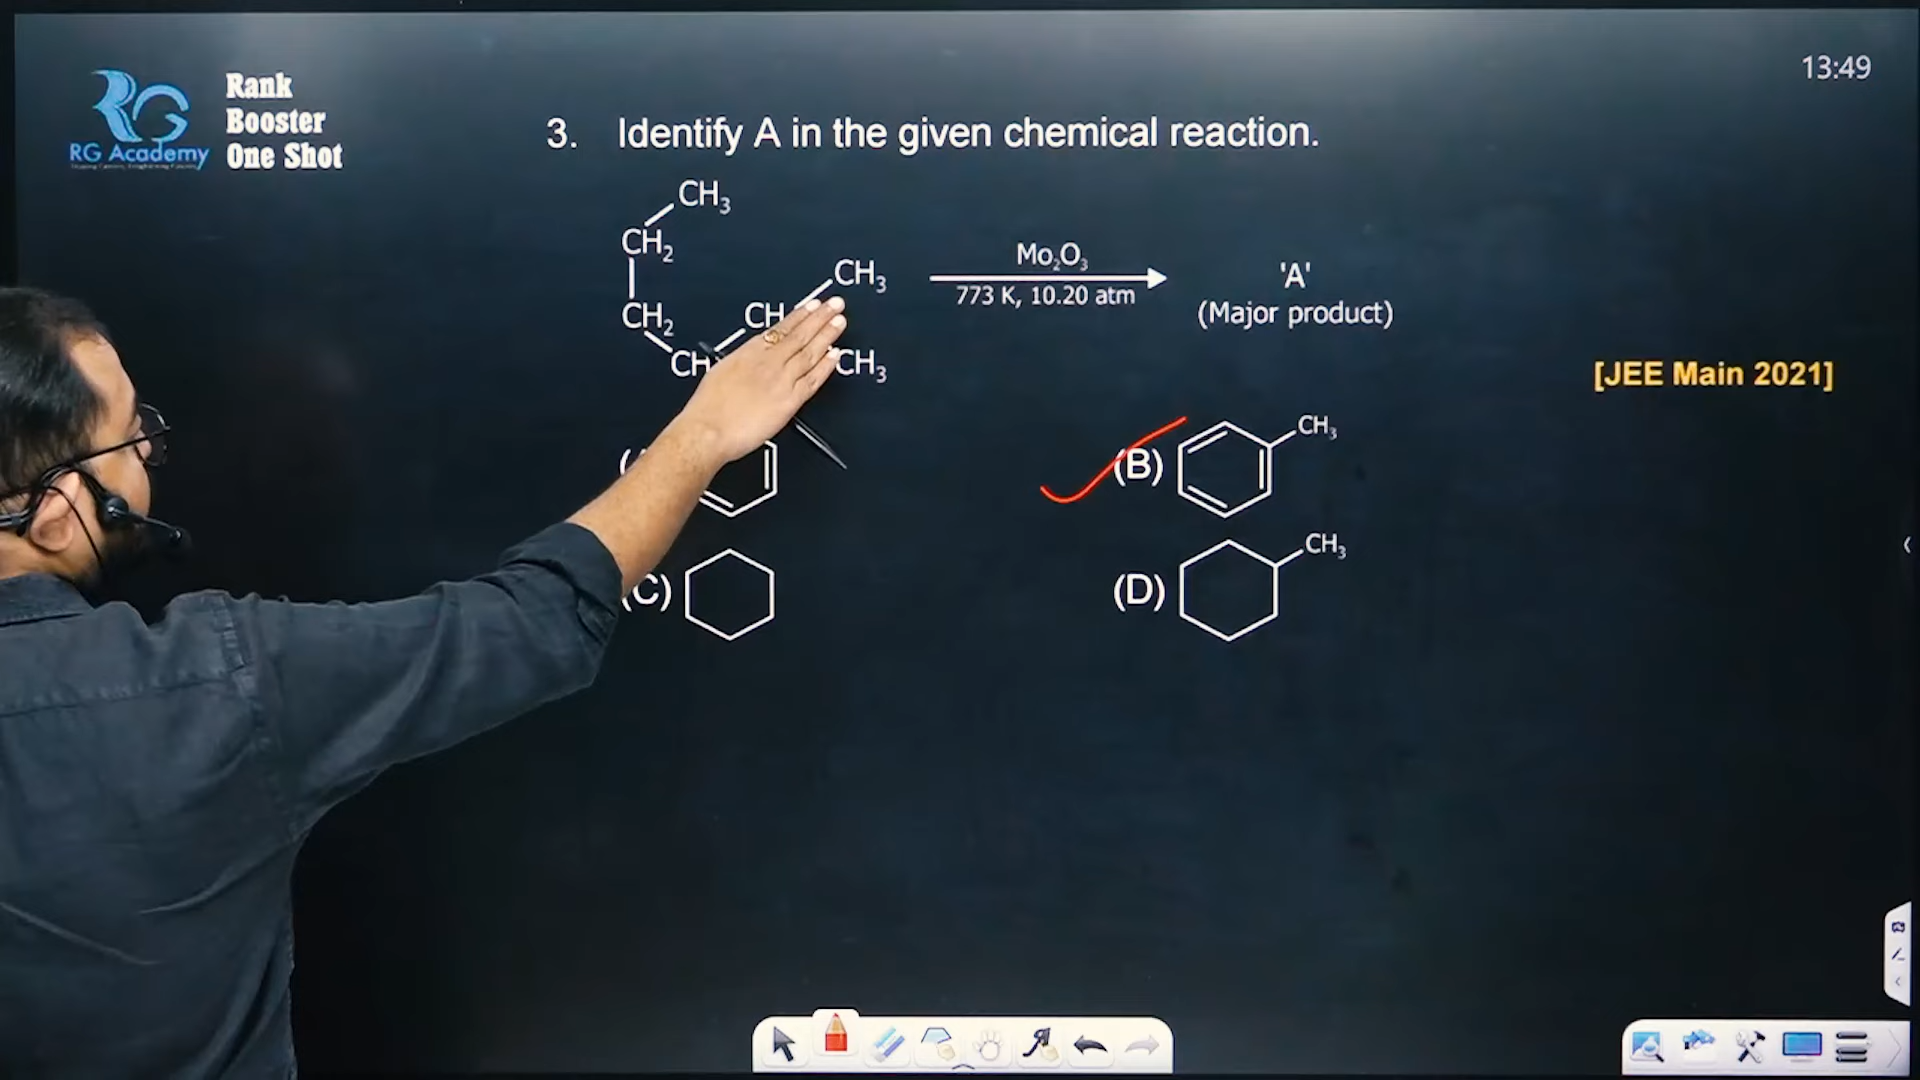 Rank
Booster
One Shot
RG Academy
13:49
3. Identify A in the given chemical reaction.
CH₃
CH₂
CH₂
CH
CH
CH₃
CH₃
Mo₂O₃
773 K, 10.20 atm
'A'
(Major product)
[JEE Main 2021]
(B)
CH₃
(C)
(D)
CH₃